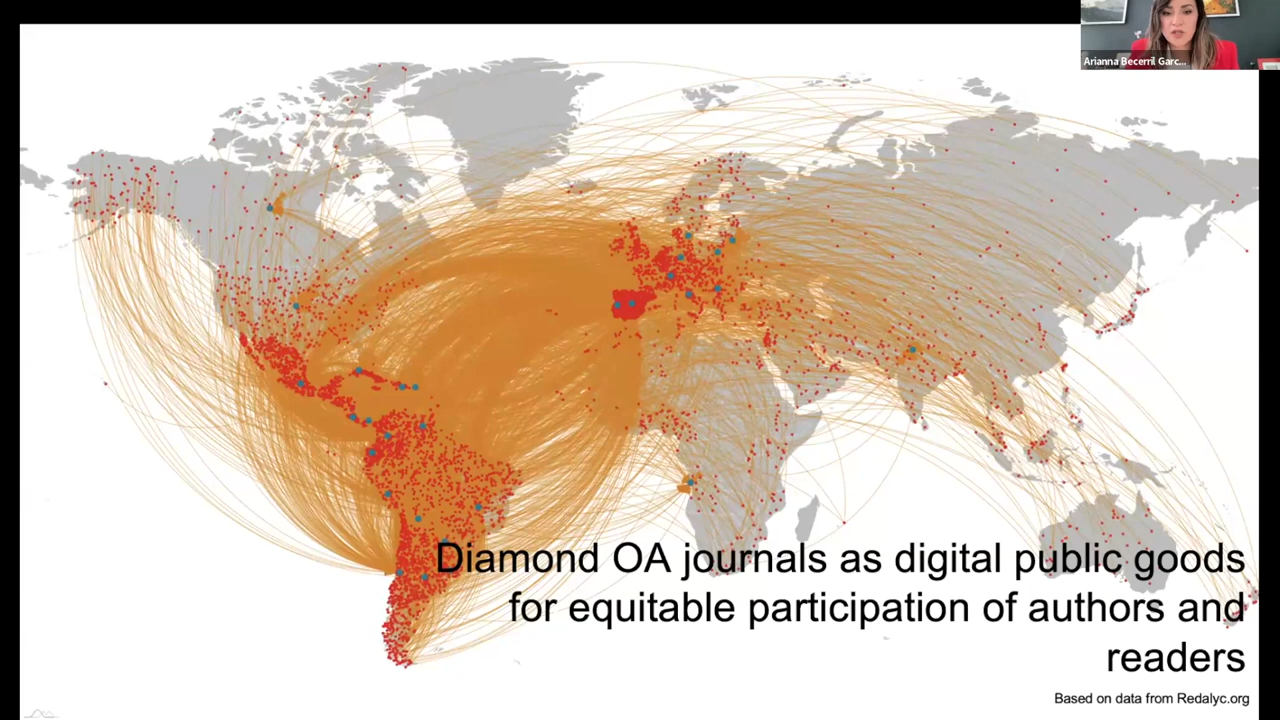 Arianna Becerril Garc...
Diamond OA journals as digital public goods
for equitable participation of authors and
readers
Based on data from Redalyc.org